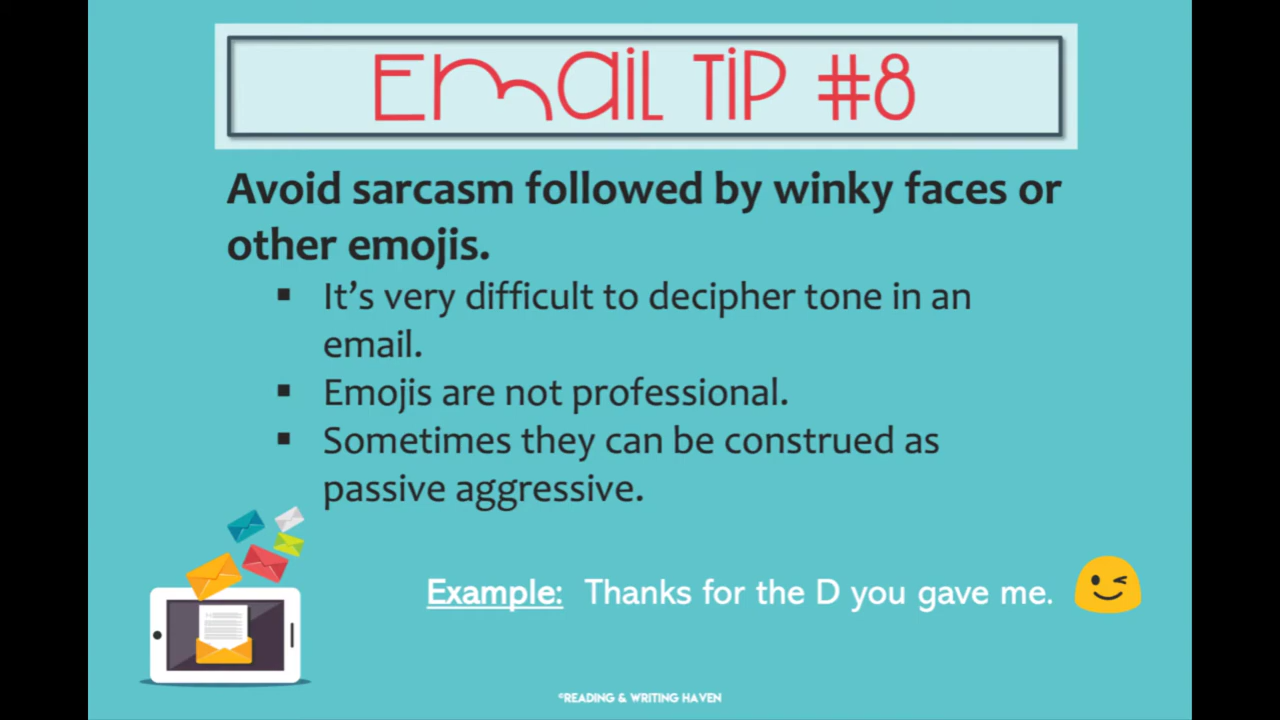 Email Tip #8
Avoid sarcasm followed by winky faces or
other emojis.
▪ It's very difficult to decipher tone in an
email.
▪ Emojis are not professional.
▪ Sometimes they can be construed as
passive aggressive.
Example: Thanks for the D you gave me. 😉
©READING & WRITING HAVEN